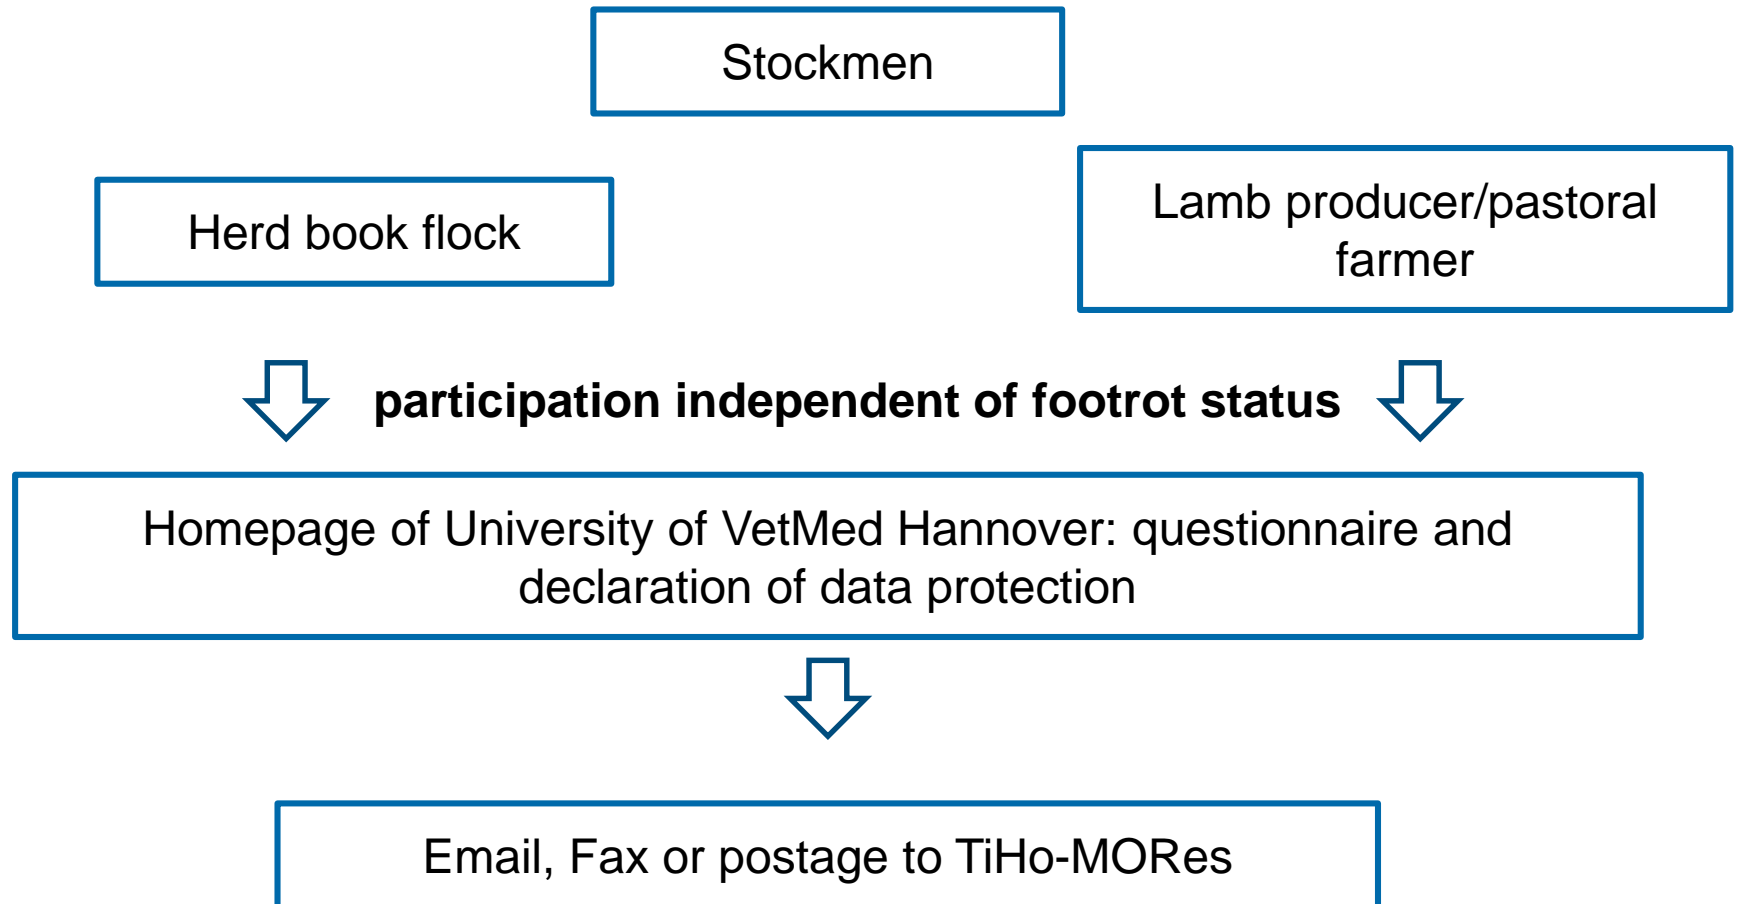 Stockmen
Herd book flock
Lamb producer/pastoral
farmer
participation independent of footrot status
Homepage of University of VetMed Hannover: questionnaire and
declaration of data protection
Email, Fax or postage to TiHo-MORes